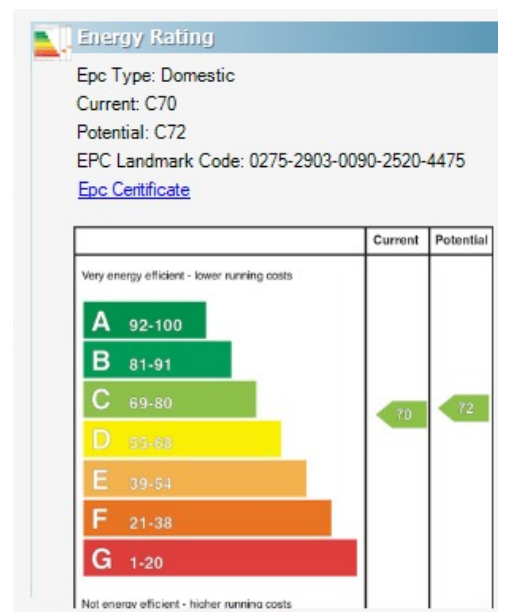 Energy Rating
Epc Type: Domestic
Current: C70
Potential: C72
EPC Landmark Code: 0275-2903-0090-2520-4475
Epc Ceritificate
Current Potential
Very energy efficient - lower running costs
A 92-100
B 81-91
C 69-80
70
72
D 55-68
E 39-54
F 21-38
G 1-20
Not energy efficient - higher running costs